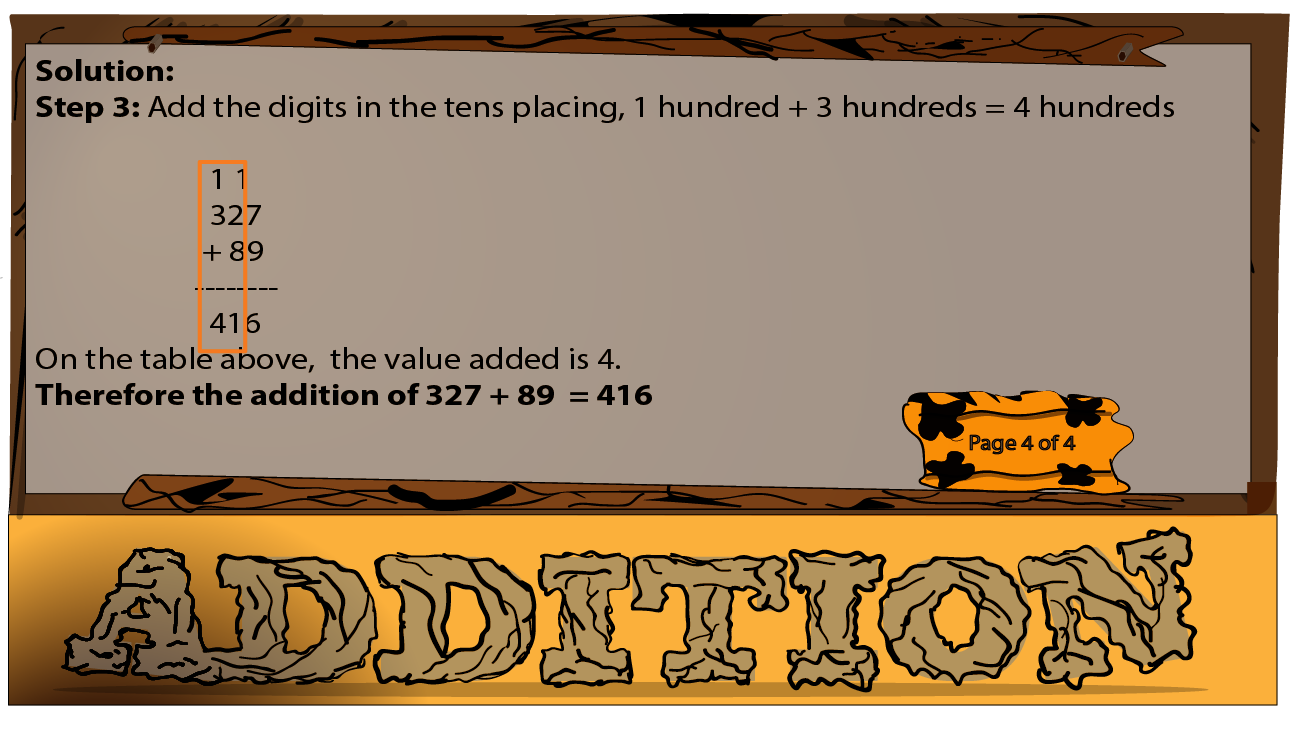 Solution:
Step 3: Add the digits in the tens placing, 1 hundred + 3 hundreds = 4 hundreds
1 1
327
+ 89
--------
416
On the table above, the value added is 4.
Therefore the addition of 327 + 89 = 416
Page 4 of 4
ADDITION